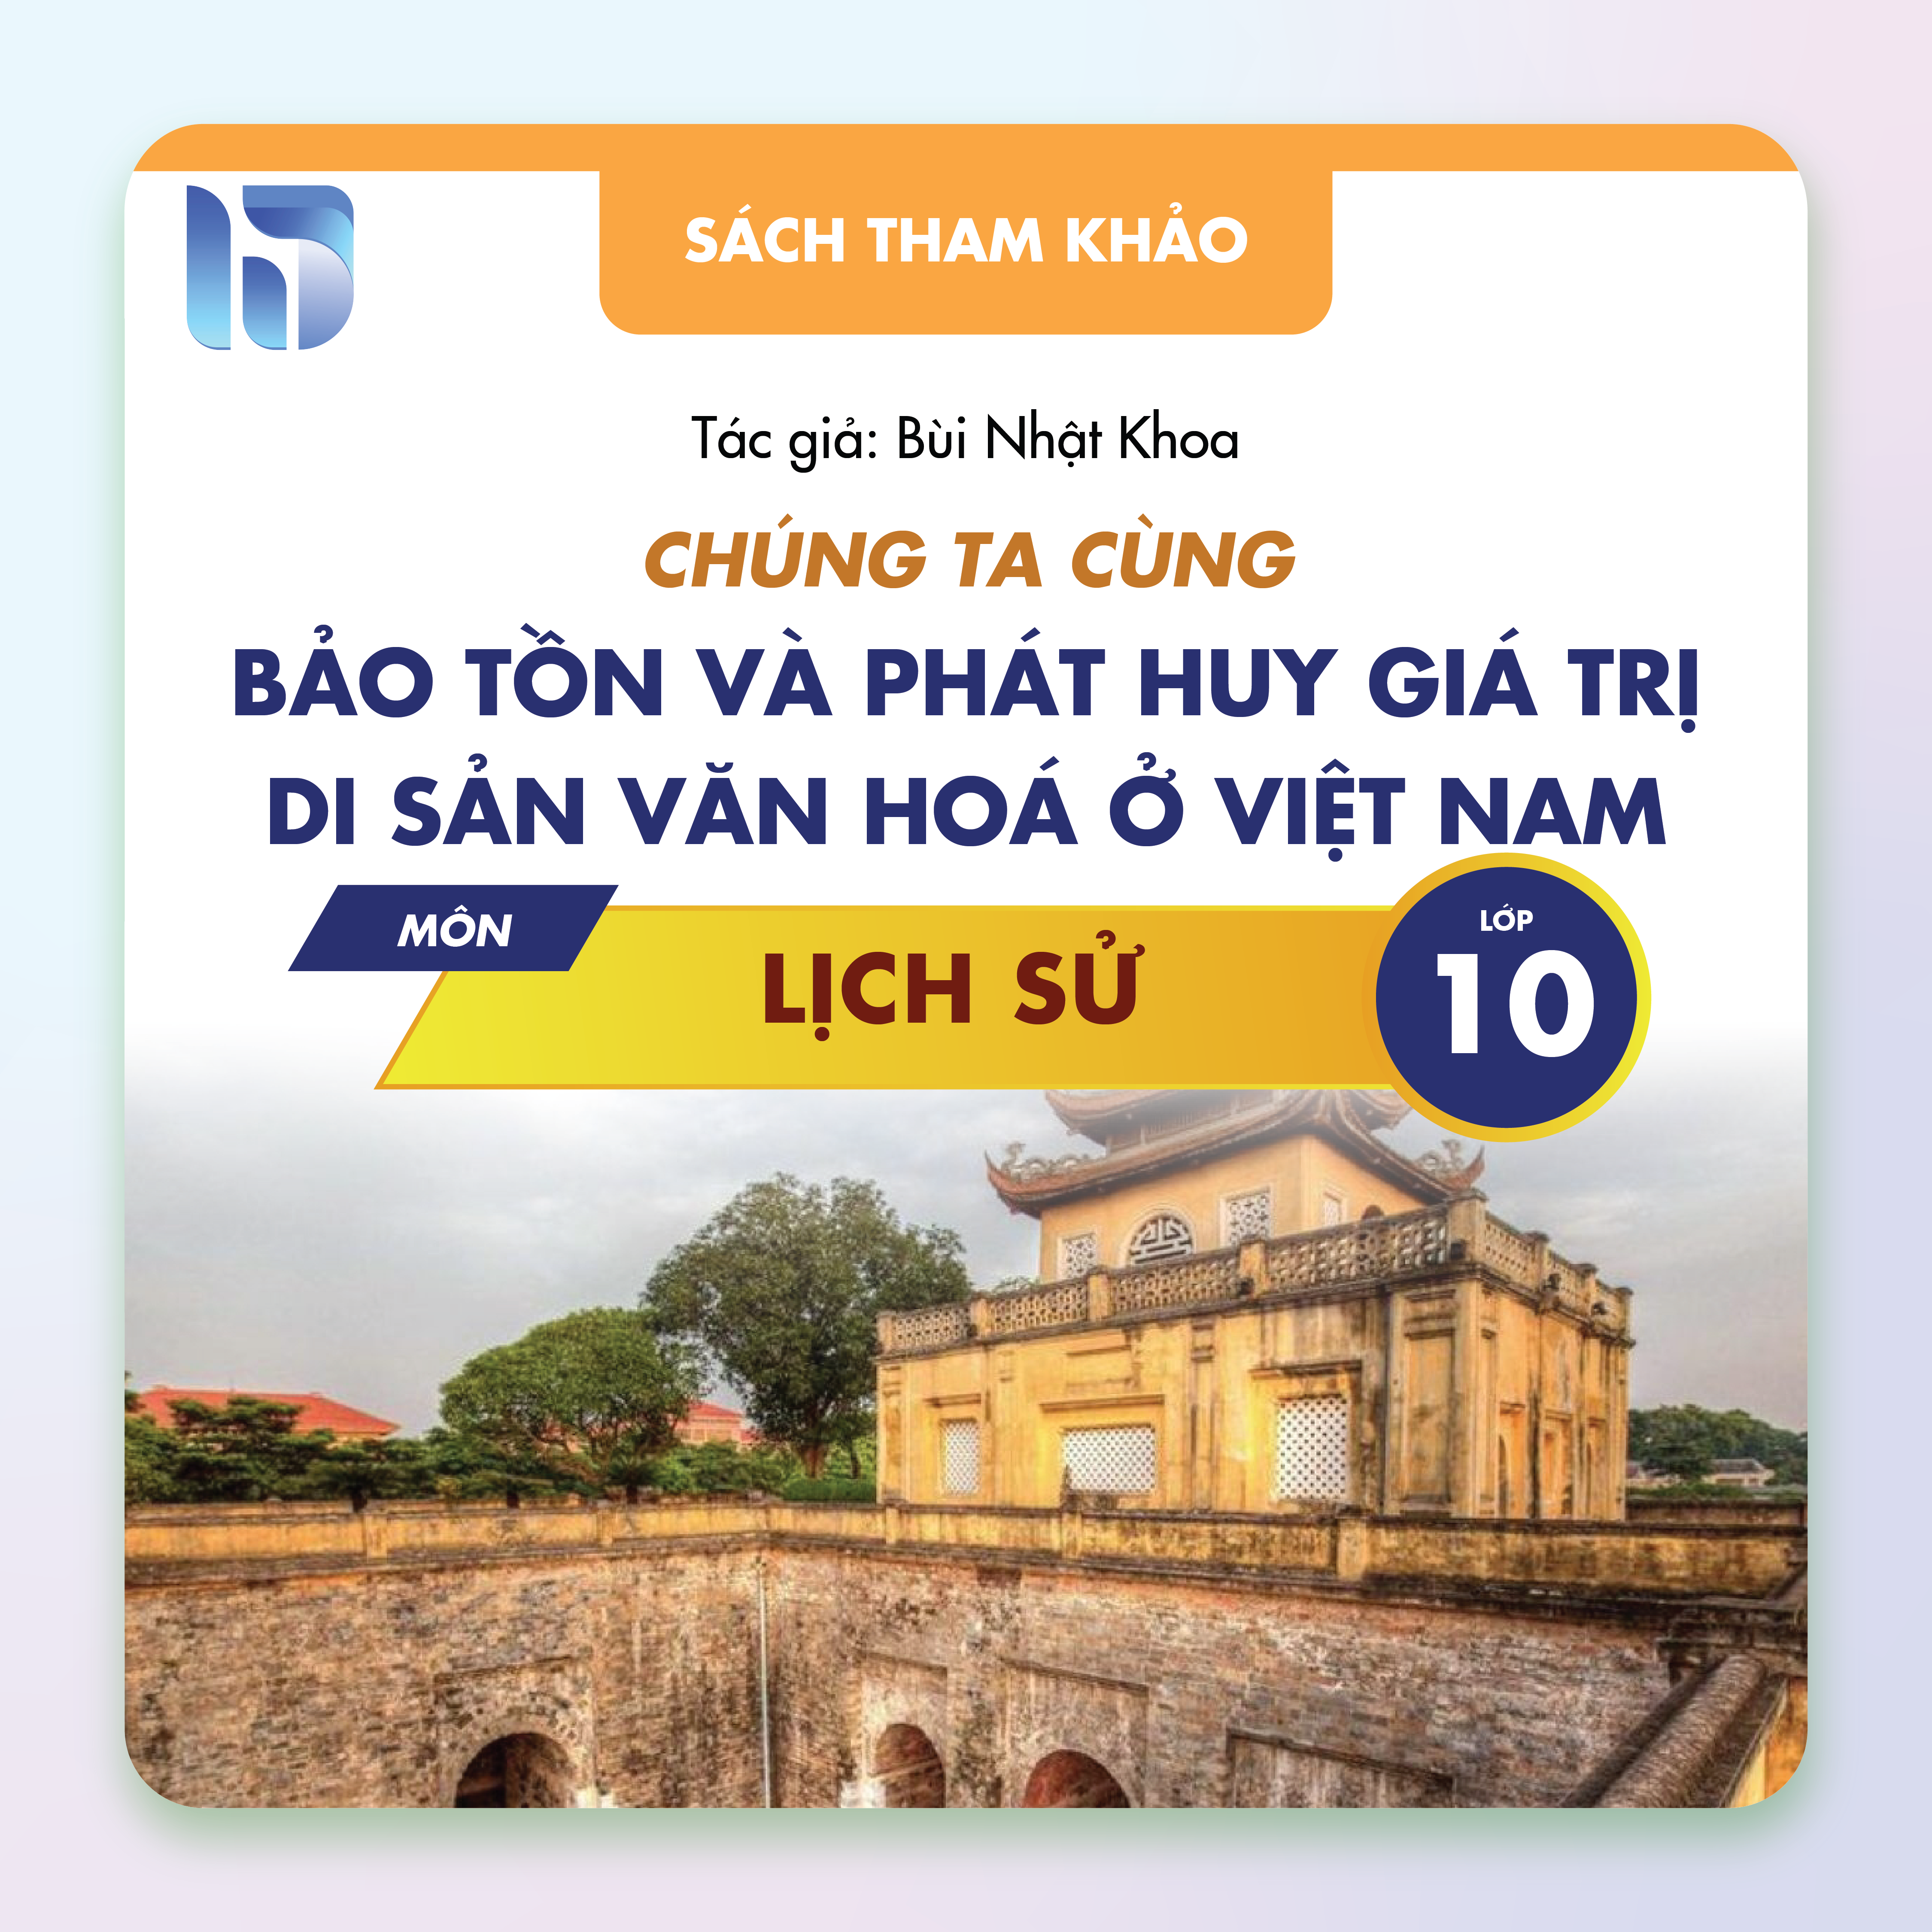 SÁCH THAM KHẢO
Tác giả: Bùi Nhật Khoa
CHÚNG TA CÙNG
BẢO TỒN VÀ PHÁT HUY GIÁ TRỊ
DI SẢN VĂN HOÁ Ở VIỆT NAM
MÔN
LỊCH SỬ
LỚP
10